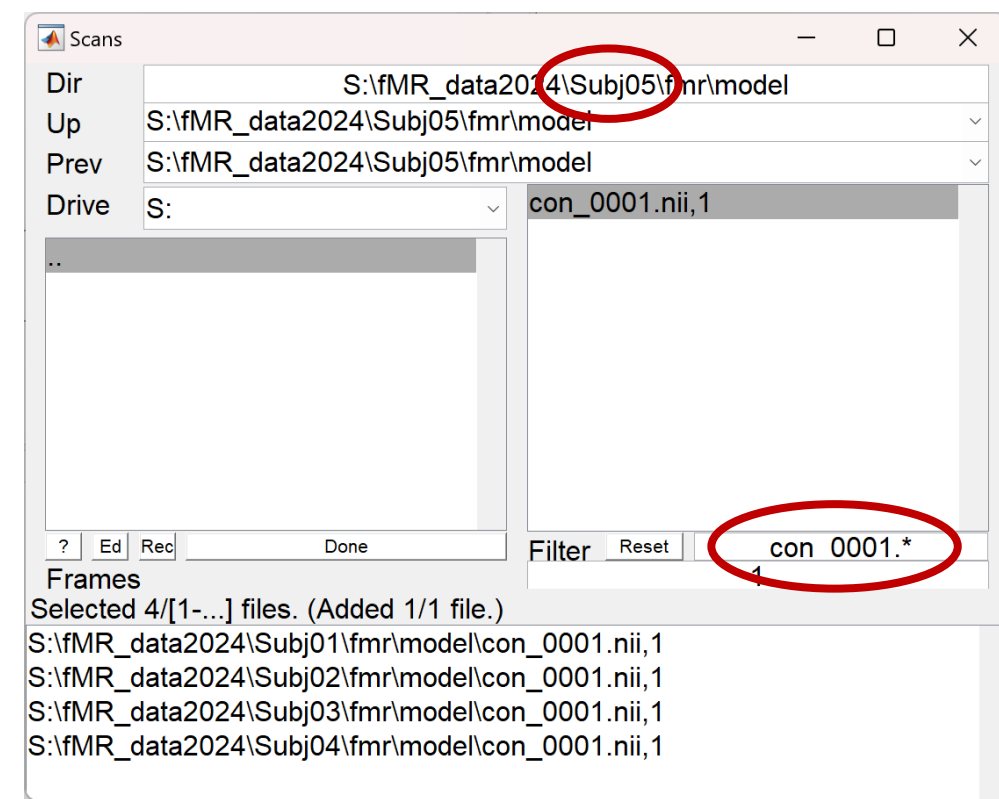 Scans
Dir S:\fMR_data2024\Subj05\fmr\model
Up S:\fMR_data2024\Subj05\fmr\model
Prev S:\fMR_data2024\Subj05\fmr\model
Drive S:
con_0001.nii,1
..
? Ed Rec Done
Filter Reset con_0001.*
Frames 1
Selected 4/[1-...] files. (Added 1/1 file.)
S:\fMR_data2024\Subj01\fmr\model\con_0001.nii,1
S:\fMR_data2024\Subj02\fmr\model\con_0001.nii,1
S:\fMR_data2024\Subj03\fmr\model\con_0001.nii,1
S:\fMR_data2024\Subj04\fmr\model\con_0001.nii,1